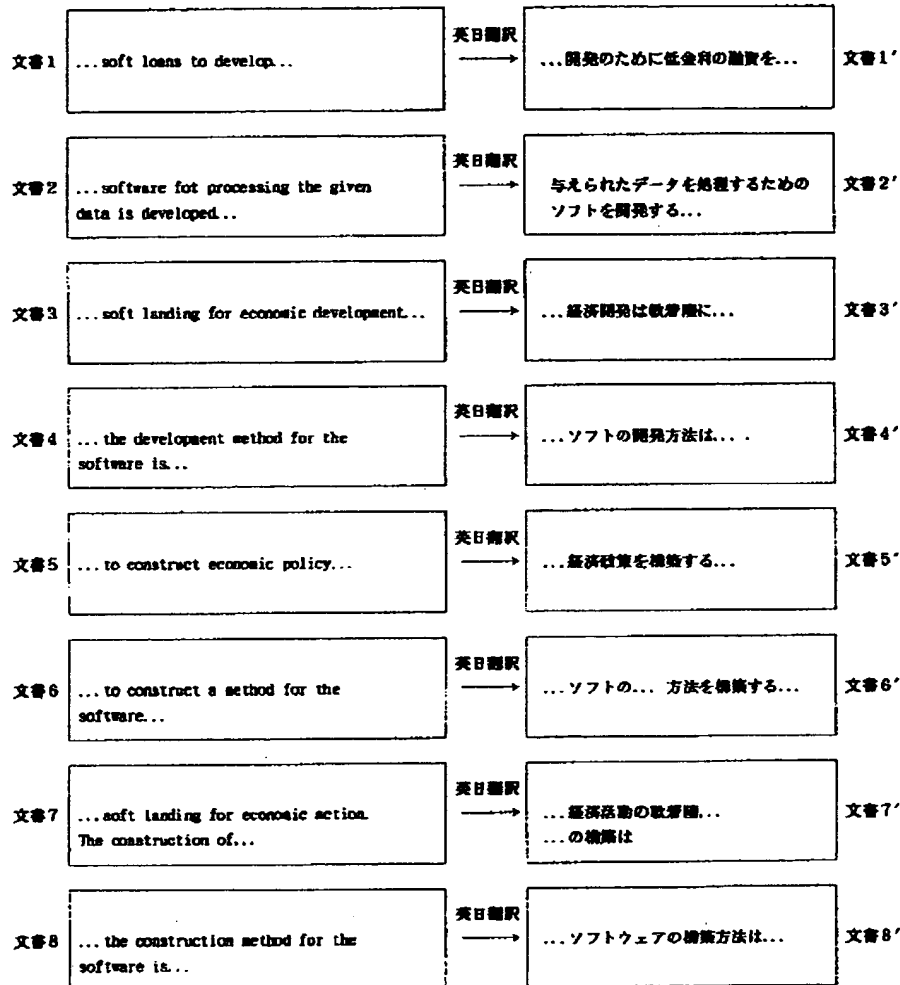 英日翻訳
文書1 ...soft loans to develop... → ...開発のために低金利の融資を... 文書1'
英日翻訳
文書2 ...software fot processing the given 与えられたデータを処理するための 文書2'
data is developed... → ソフトを開発する...
英日翻訳
文書3 ...soft landing for economic development... → ...経済開発は軟着陸に... 文書3'
英日翻訳
文書4 ...the development method for the → ...ソフトの開発方法は.... 文書4'
software is...
英日翻訳
文書5 ...to construct economic policy... → ...経済政策を構築する... 文書5'
英日翻訳
文書6 ...to construct a method for the → ...ソフトの...方法を構築する... 文書6'
software...
英日翻訳
文書7 ...soft landing for economic action. → ...経済活動の軟着陸... 文書7'
The construction of... ...の構築は
英日翻訳
文書8 ...the construction method for the → ...ソフトウェアの構築方法は... 文書8'
software is...